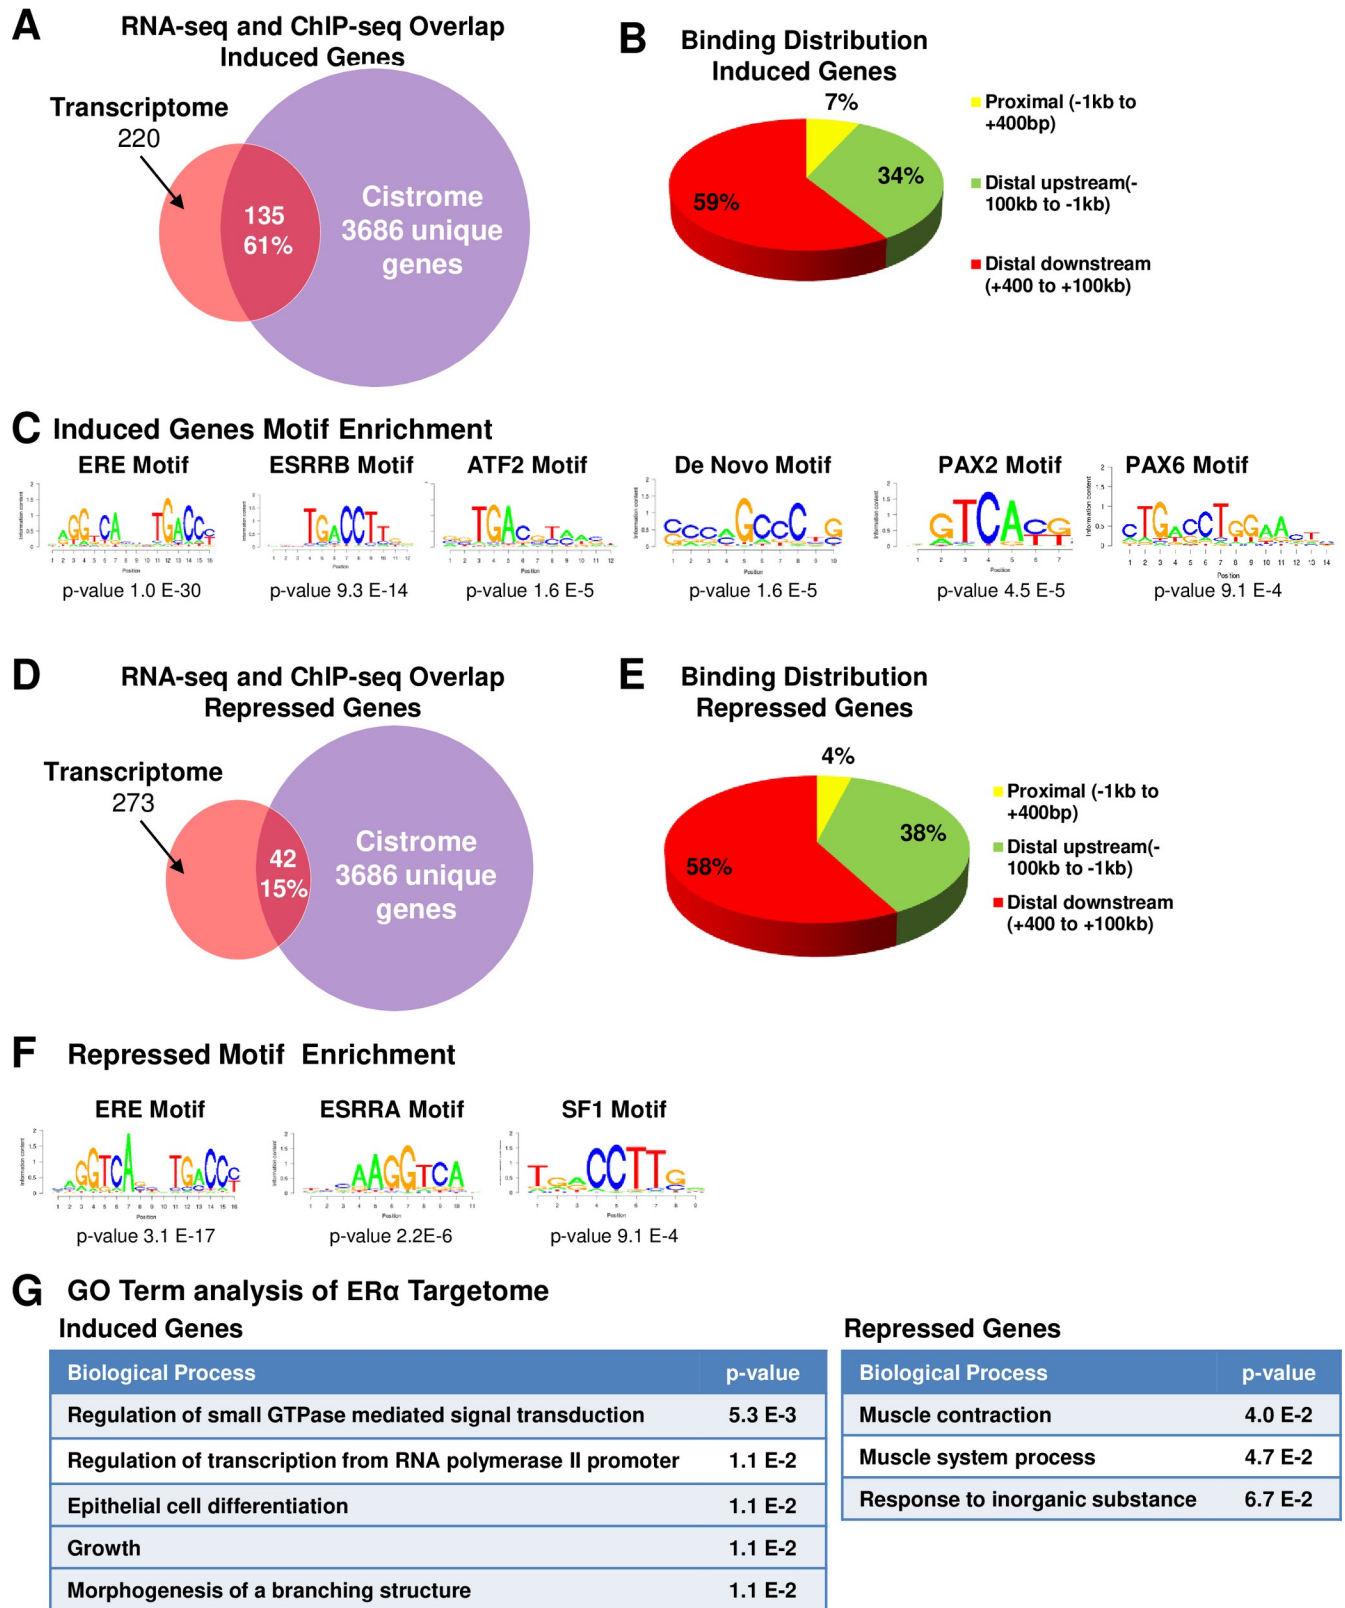 A
RNA-seq and ChIP-seq Overlap
Induced Genes
Transcriptome
220
135
61%
Cistrome
3686 unique
genes
B
Binding Distribution
Induced Genes
7%
34%
59%
Proximal (-1kb to
+400bp)
Distal upstream(-
100kb to -1kb)
Distal downstream
(+400 to +100kb)
C Induced Genes Motif Enrichment
ERE Motif
p-value 1.0 E-30
ESRRB Motif
p-value 9.3 E-14
ATF2 Motif
p-value 1.6 E-5
De Novo Motif
p-value 1.6 E-5
PAX2 Motif
p-value 4.5 E-5
PAX6 Motif
p-value 9.1 E-4
D
RNA-seq and ChIP-seq Overlap
Repressed Genes
Transcriptome
273
42
15%
Cistrome
3686 unique
genes
E
Binding Distribution
Repressed Genes
4%
38%
58%
Proximal (-1kb to
+400bp)
Distal upstream(-
100kb to -1kb)
Distal downstream
(+400 to +100kb)
F Repressed Motif Enrichment
ERE Motif
p-value 3.1 E-17
ESRRA Motif
p-value 2.2E-6
SF1 Motif
p-value 9.1 E-4
G GO Term analysis of ERα Targetome
Induced Genes
Biological Process p-value
Regulation of small GTPase mediated signal transduction 5.3 E-3
Regulation of transcription from RNA polymerase II promoter 1.1 E-2
Epithelial cell differentiation 1.1 E-2
Growth 1.1 E-2
Morphogenesis of a branching structure 1.1 E-2
Repressed Genes
Biological Process p-value
Muscle contraction 4.0 E-2
Muscle system process 4.7 E-2
Response to inorganic substance 6.7 E-2